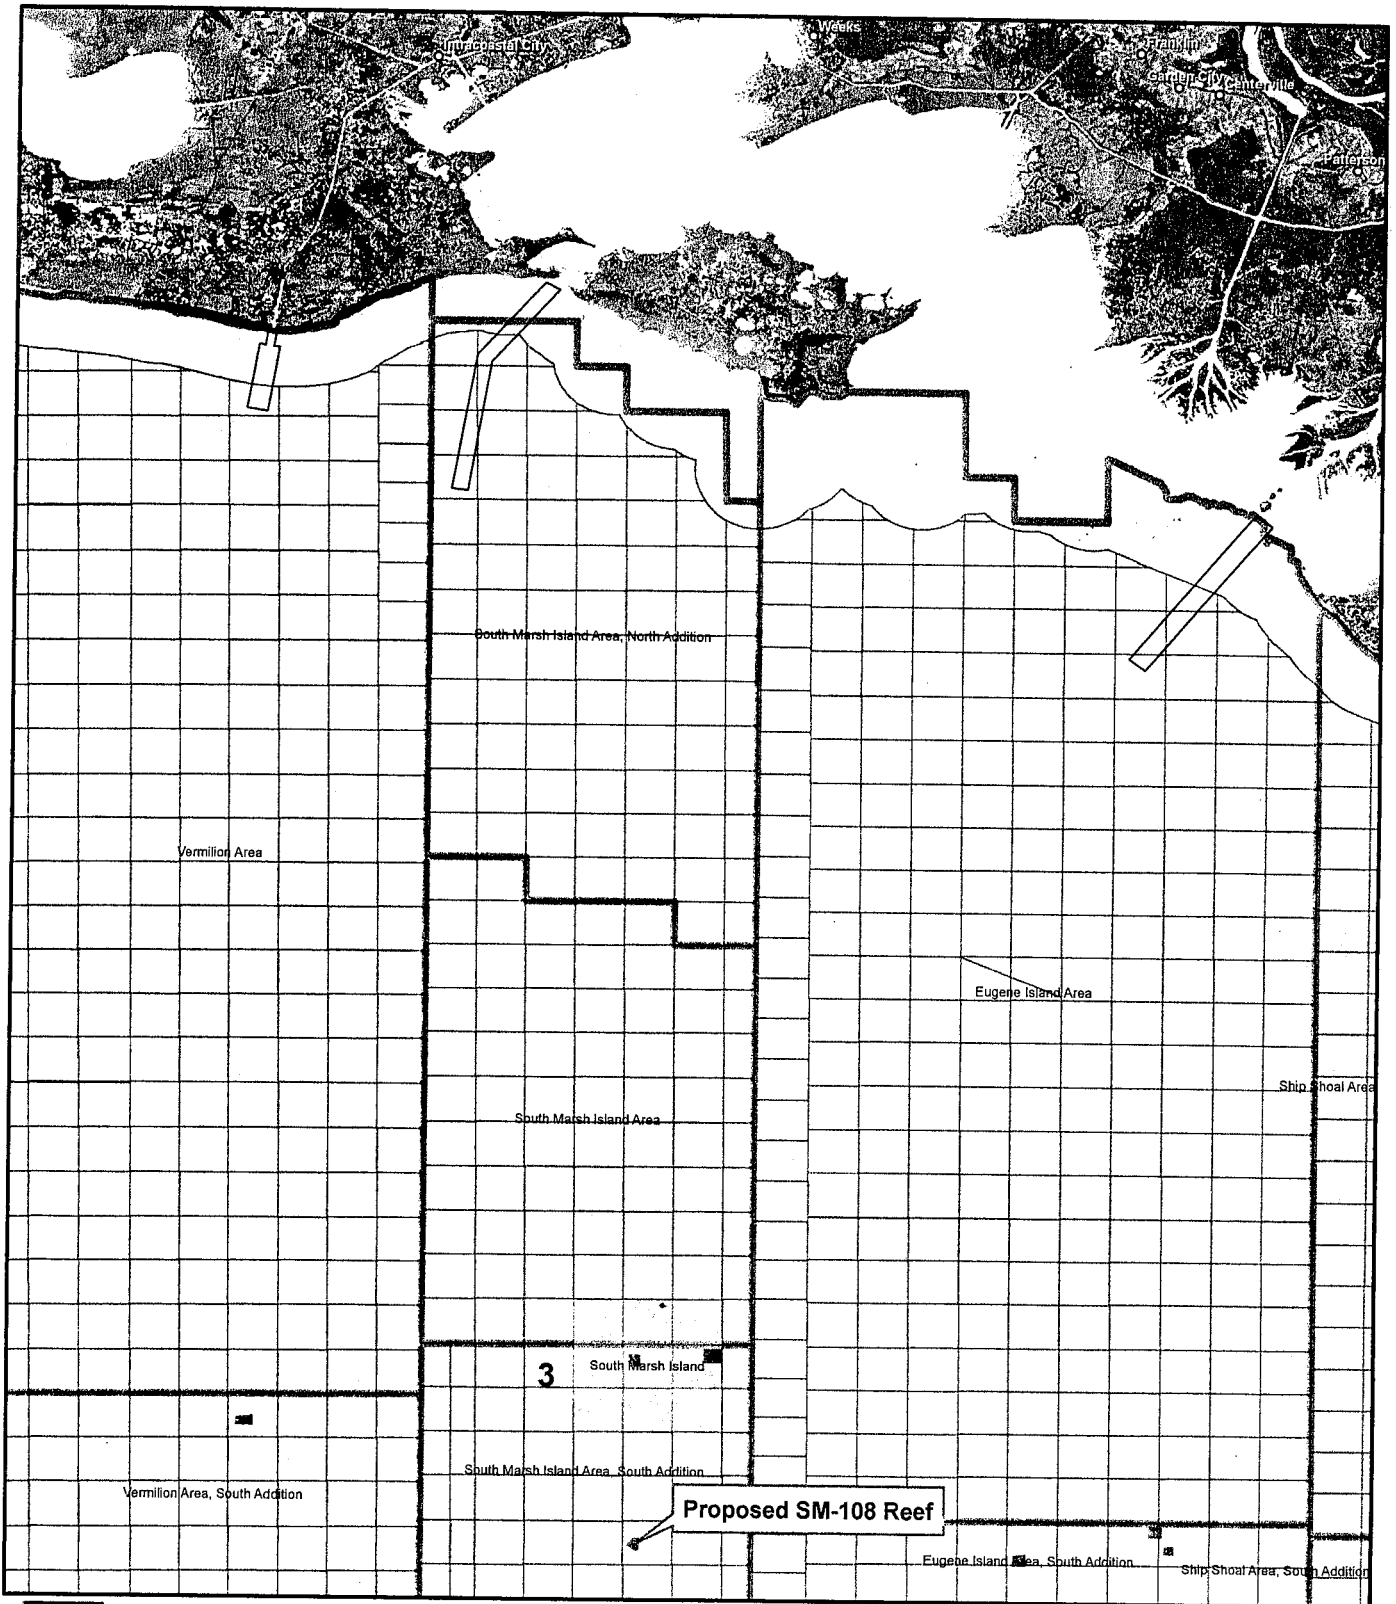 Weeks
Intracoastal City
Franklin
Garden City
Centerville
Patterson
South Marsh Island Area, North Addition
Vermilion Area
Eugene Island Area
Ship Shoal Area
South Marsh Island Area
South Marsh Island
3
South Marsh Island Area, South Addition
Vermilion Area, South Addition
Proposed SM-108 Reef
Eugene Island Area, South Addition
Ship Shoal Area, South Addition